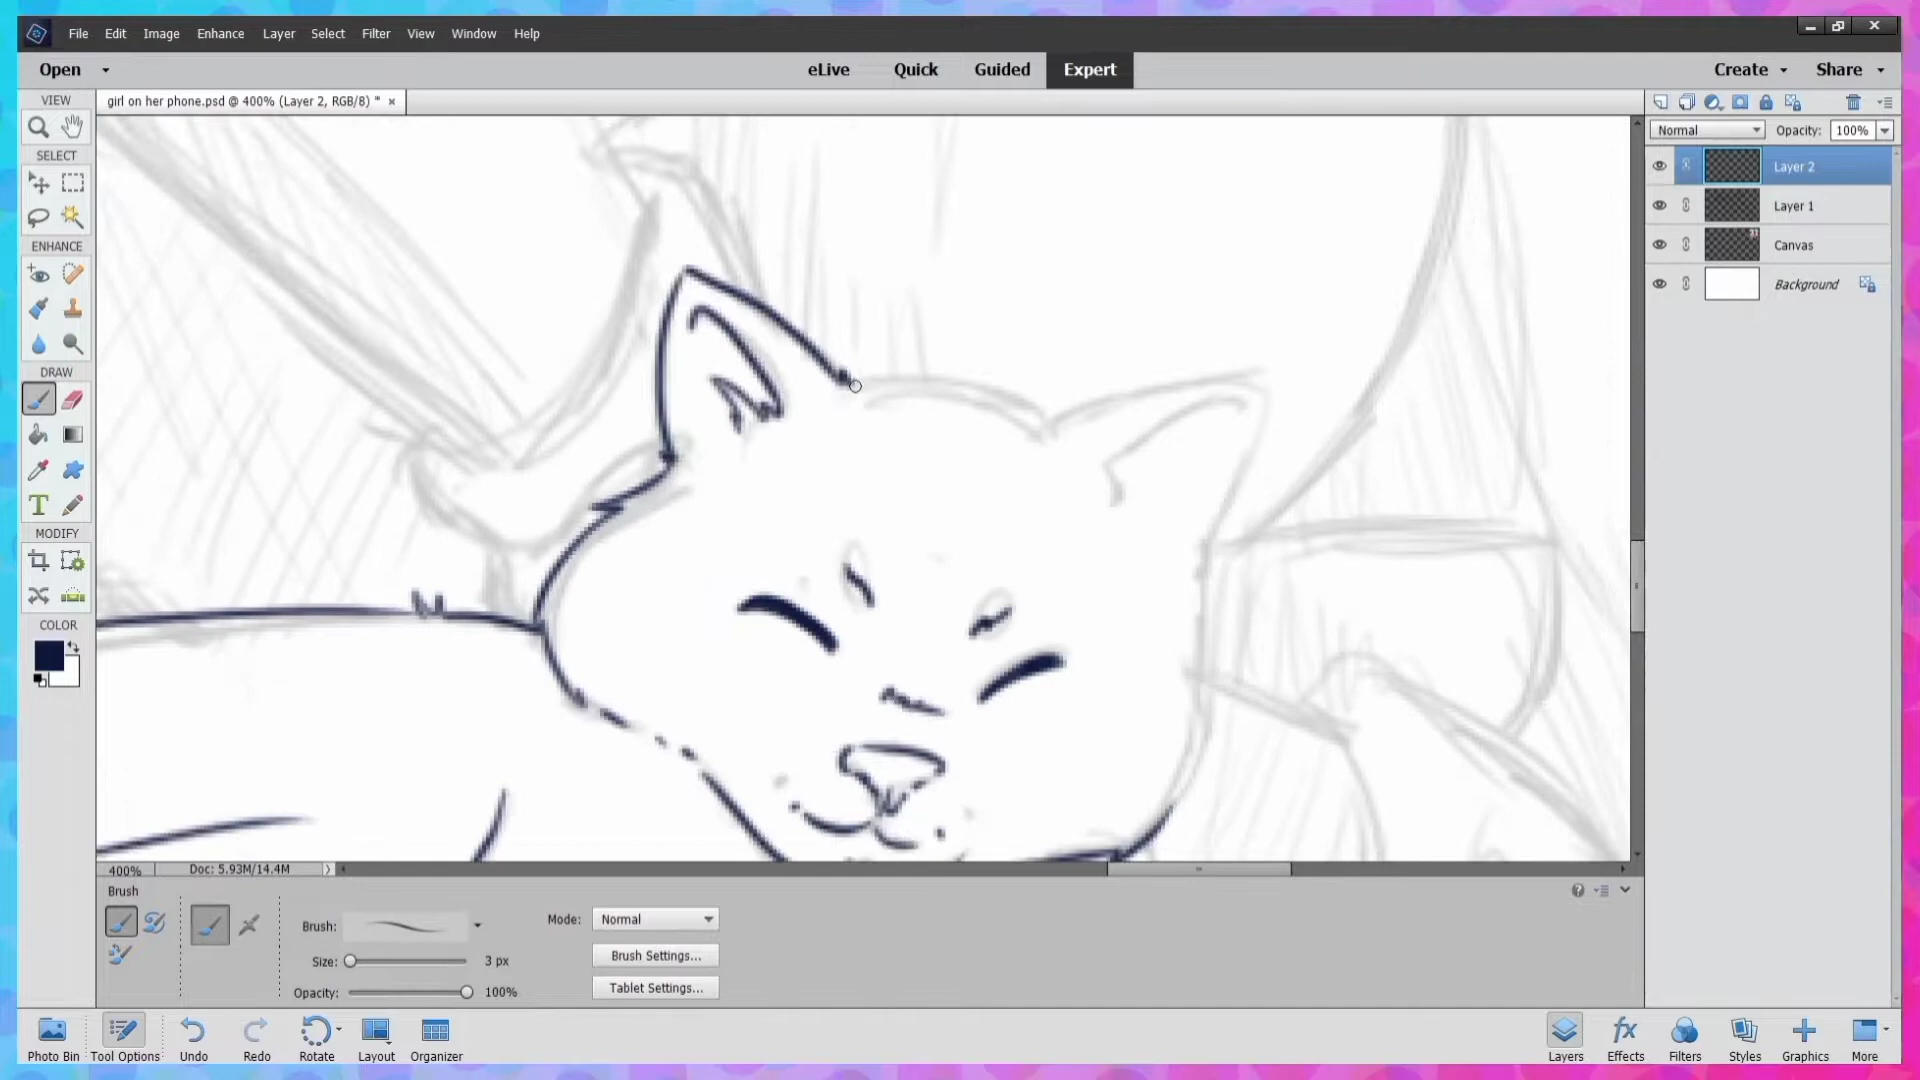 File Edit Image Enhance Layer Select Filter View Window Help
Open eLive Quick Guided Expert Create Share
VIEW
girl on her phone.psd @ 400% (Layer 2, RGB/8) * ×
Normal Opacity: 100%
SELECT
Layer 2
Layer 1
ENHANCE
Canvas
Background
DRAW
T
MODIFY
COLOR
400% Doc: 5.93M/14.4M
Brush
Brush: Mode: Normal
Size: 3 px Brush Settings...
Opacity: 100% Tablet Settings...
fx
Photo Bin Tool Options Undo Redo Rotate Layout Organizer Layers Effects Filters Styles Graphics More